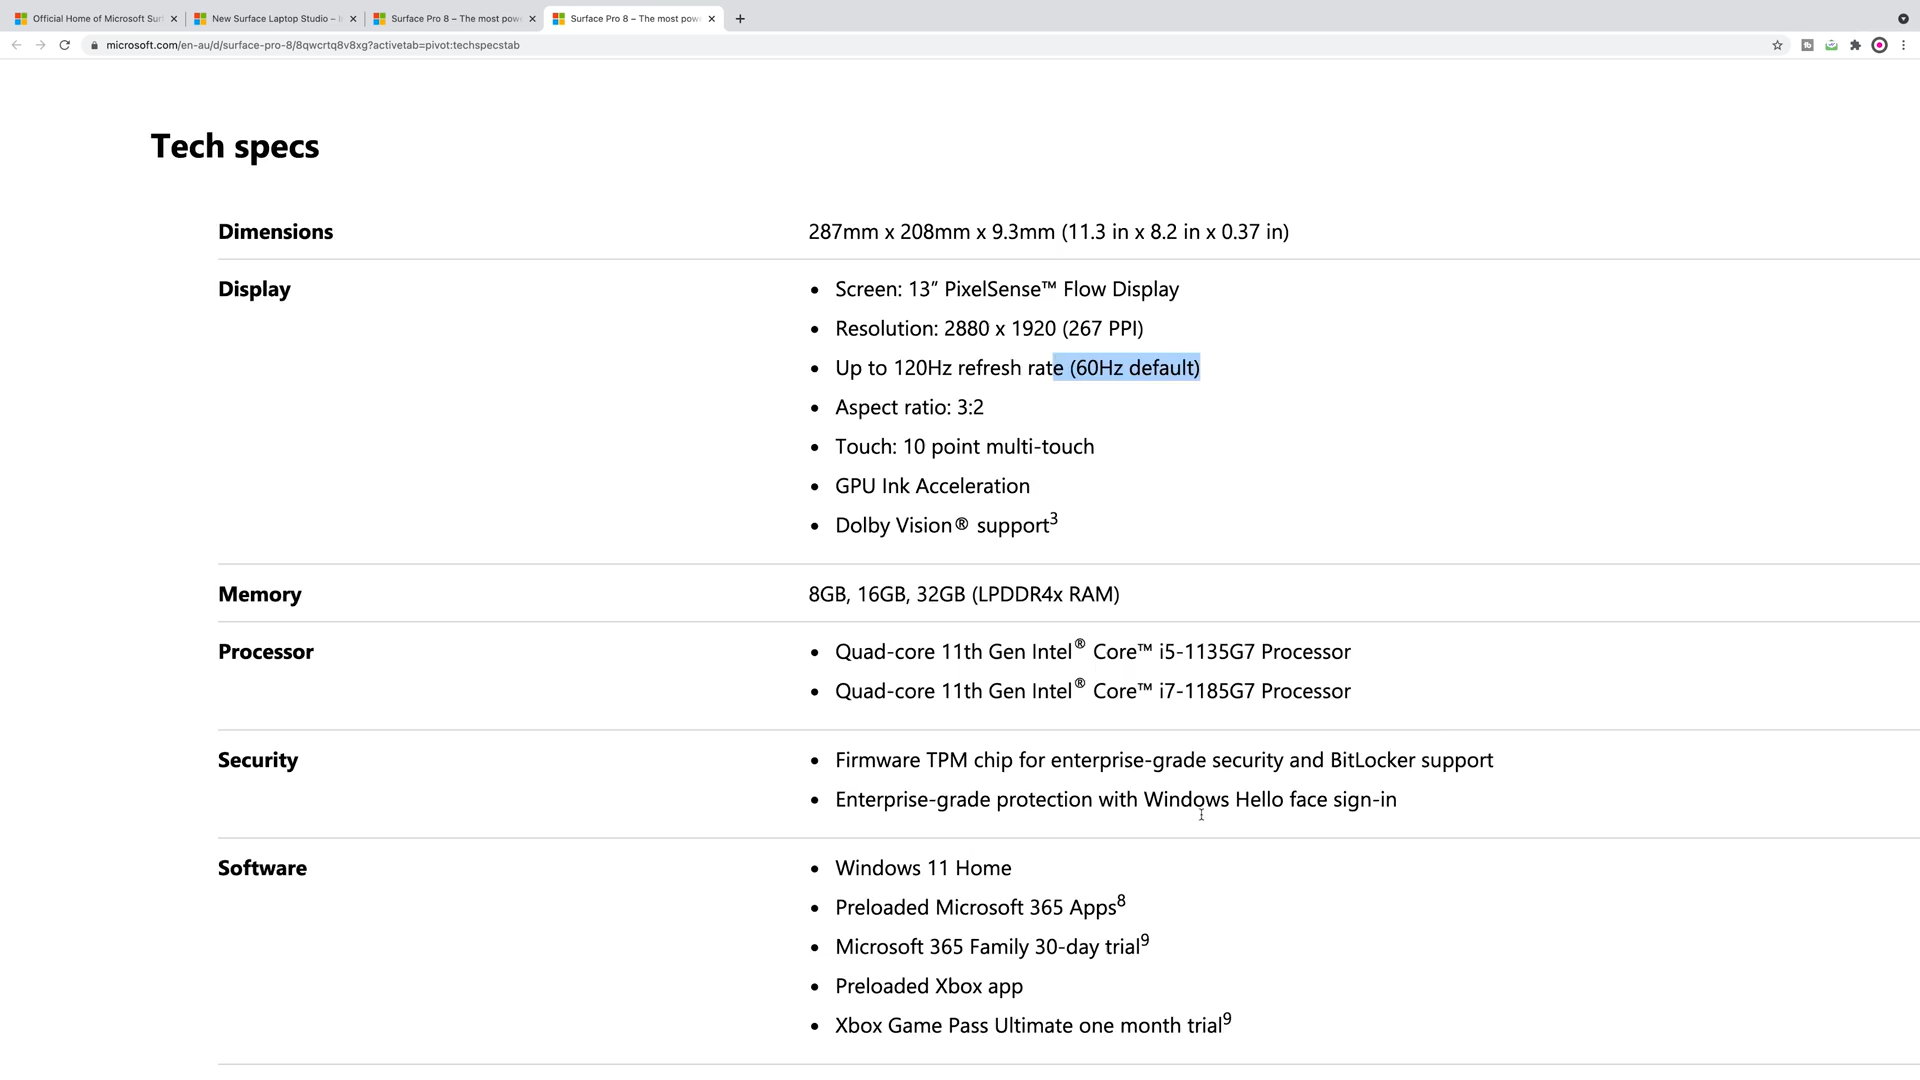 Official Home of Microsoft Sur
New Surface Laptop Studio –
Surface Pro 8 – The most pow
Surface Pro 8 – The most pow
microsoft.com/en-au/d/surface-pro-8/8qwcrtq8v8xg?activetab=pivot:techspecstab
Tech specs
Dimensions
287mm x 208mm x 9.3mm (11.3 in x 8.2 in x 0.37 in)
Display
• Screen: 13” PixelSense™ Flow Display
• Resolution: 2880 x 1920 (267 PPI)
• Up to 120Hz refresh rate (60Hz default)
• Aspect ratio: 3:2
• Touch: 10 point multi-touch
• GPU Ink Acceleration
• Dolby Vision® support3
Memory
8GB, 16GB, 32GB (LPDDR4x RAM)
Processor
• Quad-core 11th Gen Intel® Core™ i5-1135G7 Processor
• Quad-core 11th Gen Intel® Core™ i7-1185G7 Processor
Security
• Firmware TPM chip for enterprise-grade security and BitLocker support
• Enterprise-grade protection with Windows Hello face sign-in
Software
• Windows 11 Home
• Preloaded Microsoft 365 Apps8
• Microsoft 365 Family 30-day trial9
• Preloaded Xbox app
• Xbox Game Pass Ultimate one month trial9